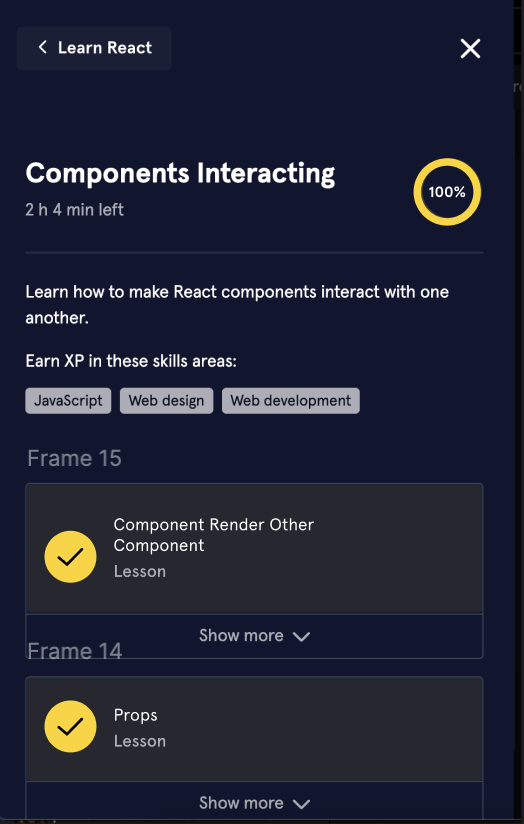 Learn React
Components Interacting
100%
2 h 4 min left
Learn how to make React components interact with one
another.
Earn XP in these skills areas:
JavaScript Web design Web development
Frame 15
Component Render Other
Component
Lesson
Show more
Frame 14
Props
Lesson
Show more